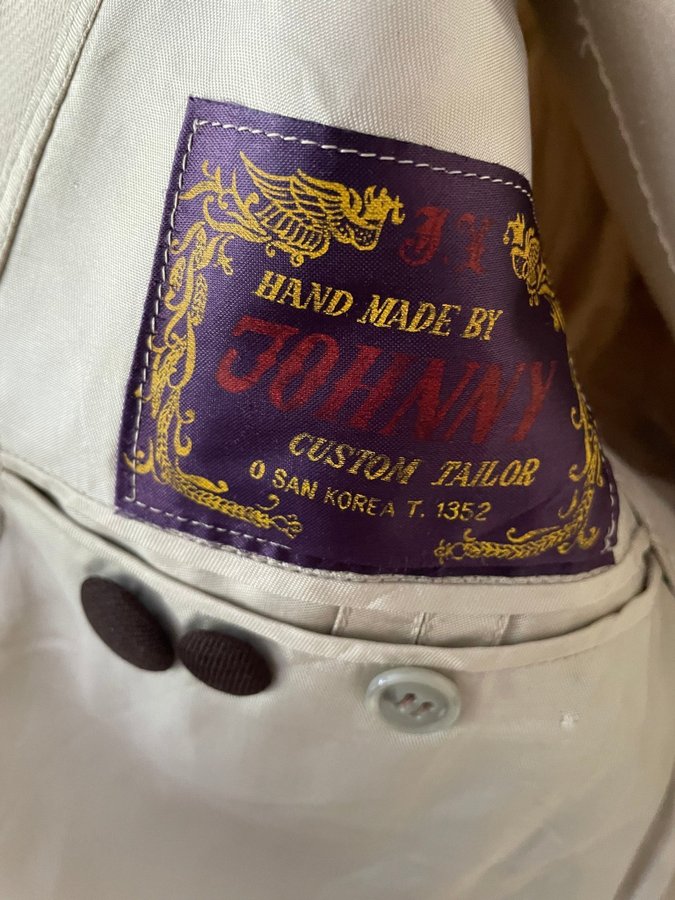 J.Y
HAND MADE BY
JOHNNY
CUSTOM TAILOR
O SAN KOREA T. 1352